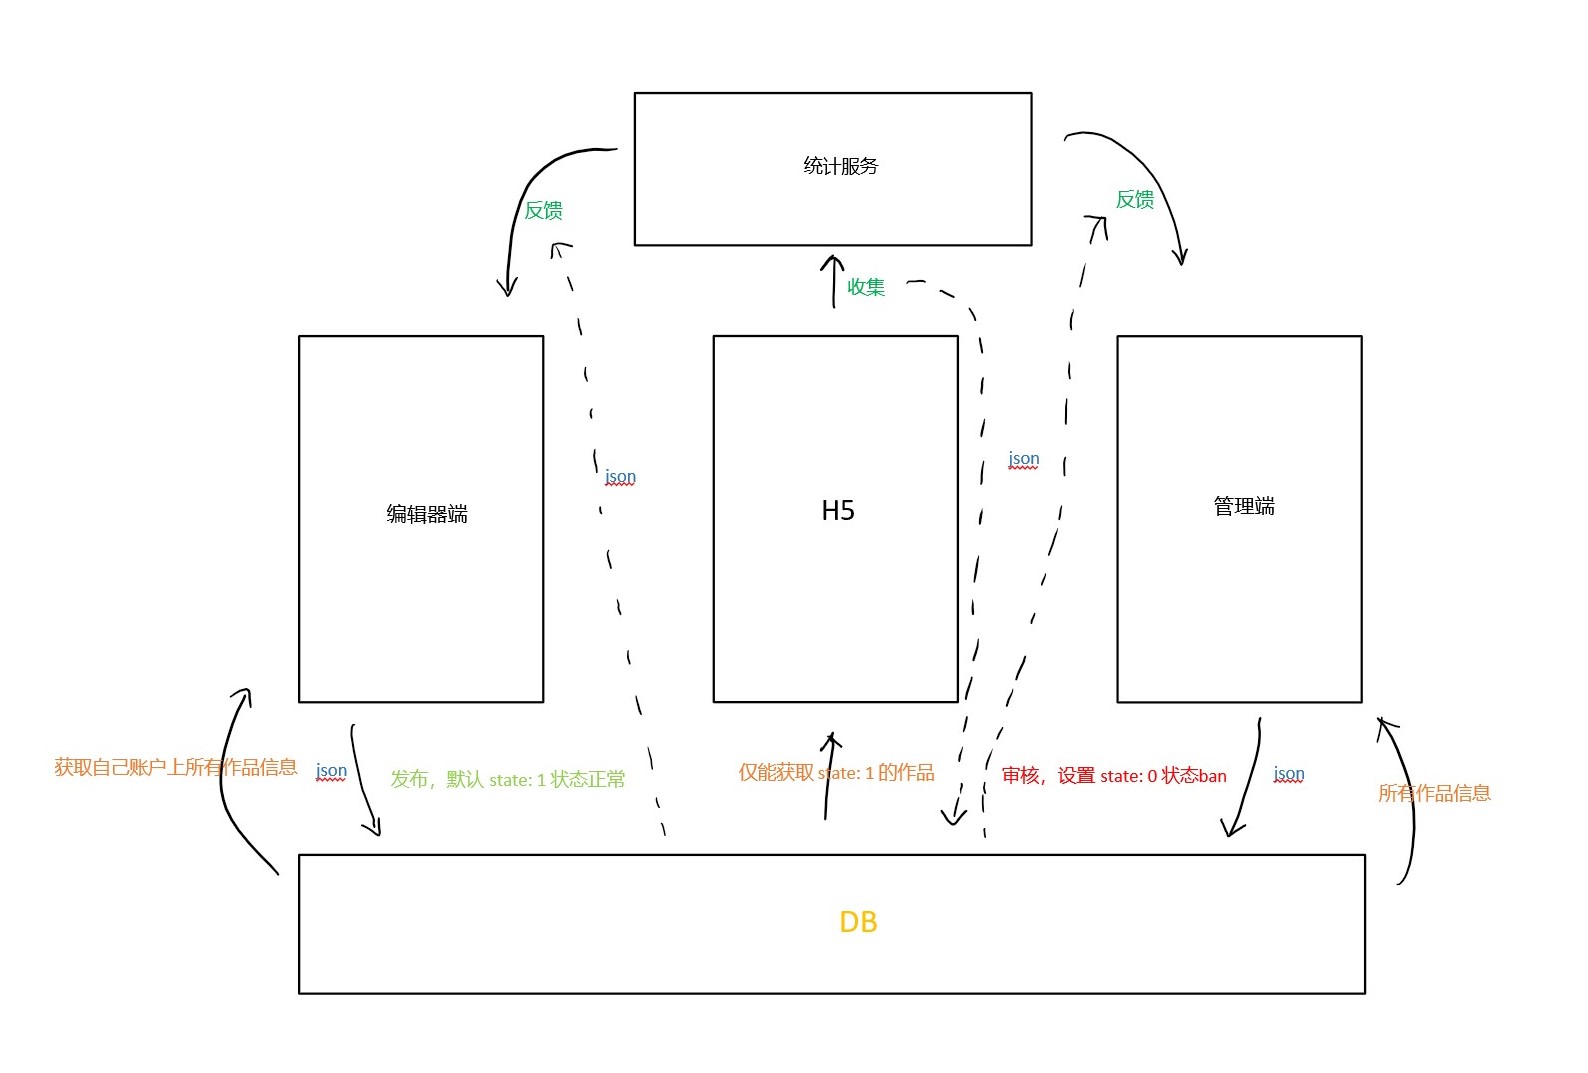 统计服务
反馈
反馈
收集
json
json
编辑器端
H5
管理端
获取自己账户上所有作品信息
json
发布，默认 state: 1 状态正常
仅能获取 state: 1 的作品
审核，设置 state: 0 状态ban
json
所有作品信息
DB